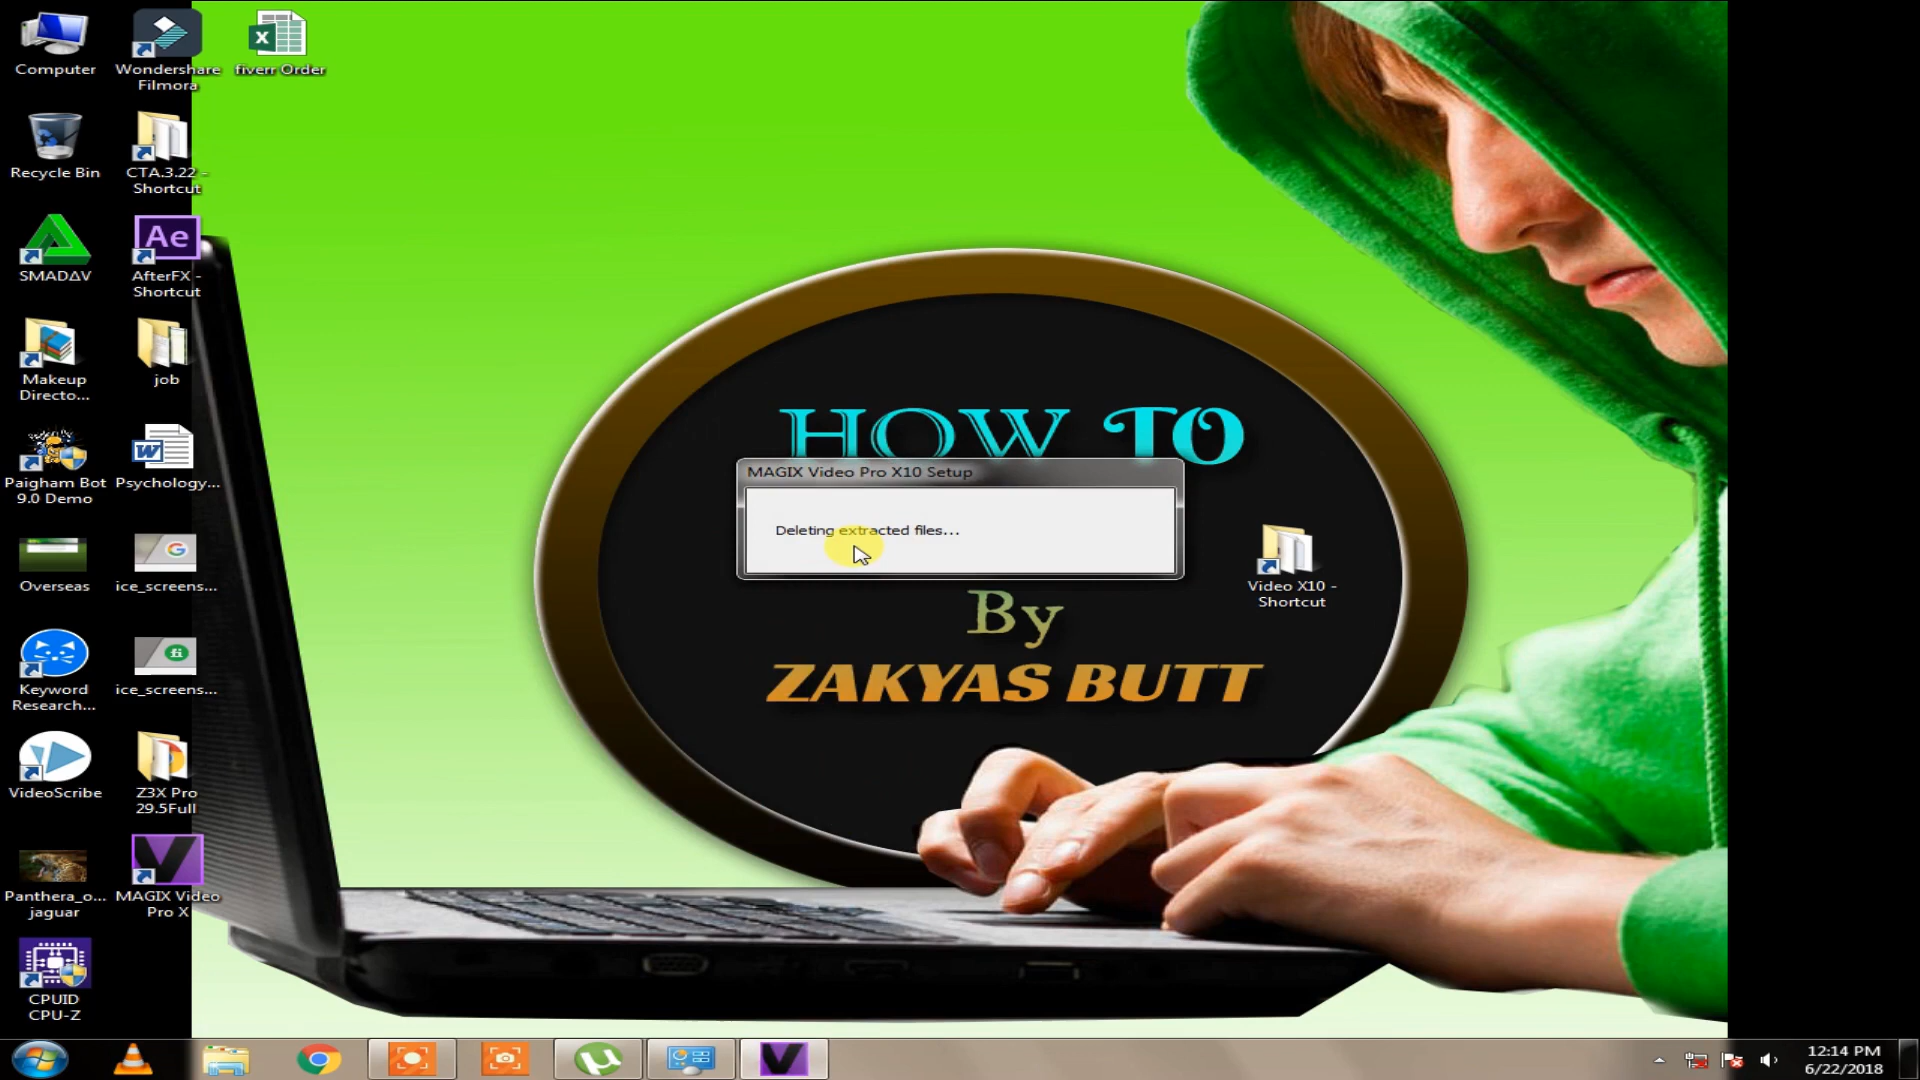 Computer
Wondershare
Filmora
fiverr Order
Recycle Bin
CTA.3.22 -
Shortcut
SMADΔV
Ae
AfterFX -
Shortcut
Makeup
Directo...
job
Paigham Bot
9.0 Demo
Psychology...
Overseas
ice_screens...
Keyword
Research...
ice_screens...
VideoScribe
Z3X Pro
29.5Full
Panthera_o...
jaguar
MAGIX Video
Pro X
CPUID
CPU-Z
HOW TO
MAGIX Video Pro X10 Setup
Deleting extracted files...
Video X10 -
Shortcut
By
ZAKYAS BUTT
12:14 PM
6/22/2018